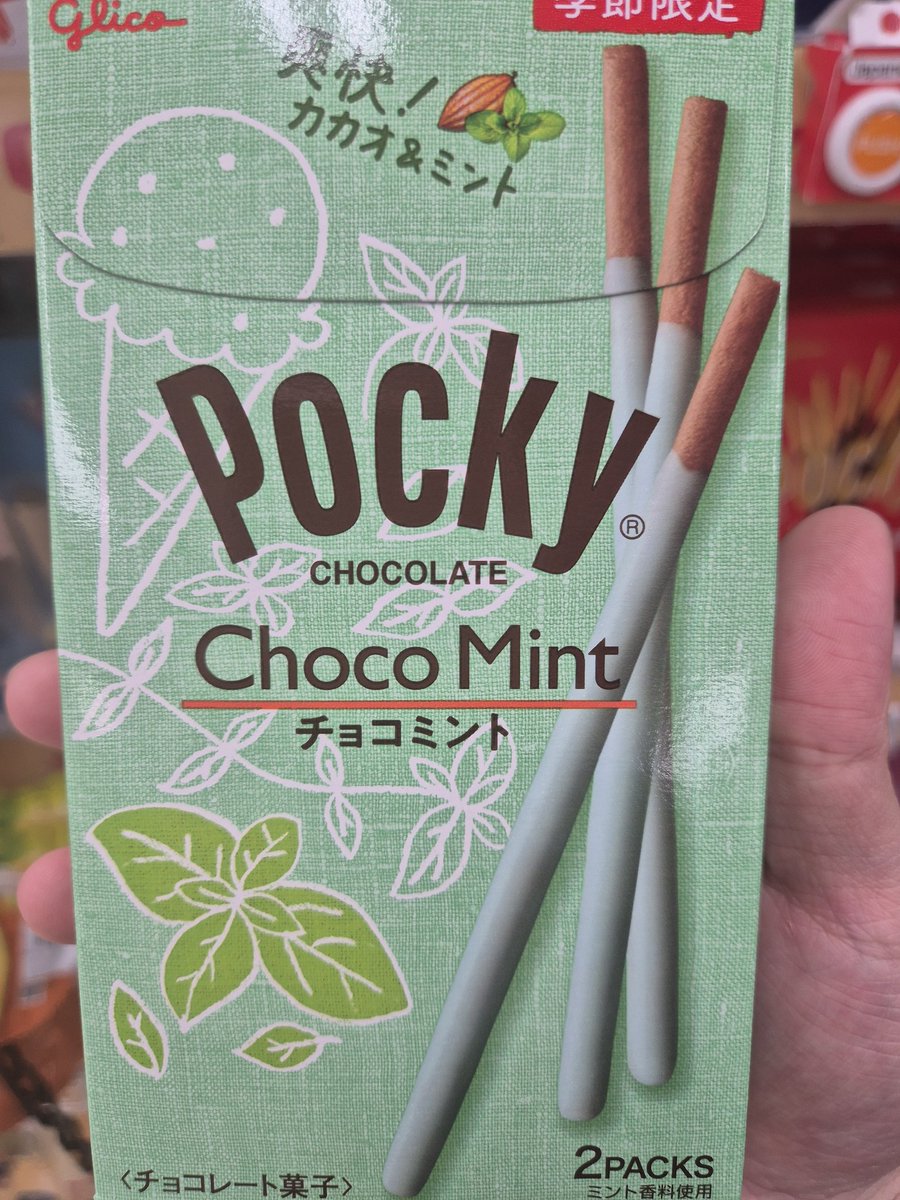 Glico
季節限定
爽快!
カカオ&ミント
Pocky®
CHOCOLATE
Choco Mint
チョコミント
2PACKS
〈チョコレート菓子〉
ミント香料使用